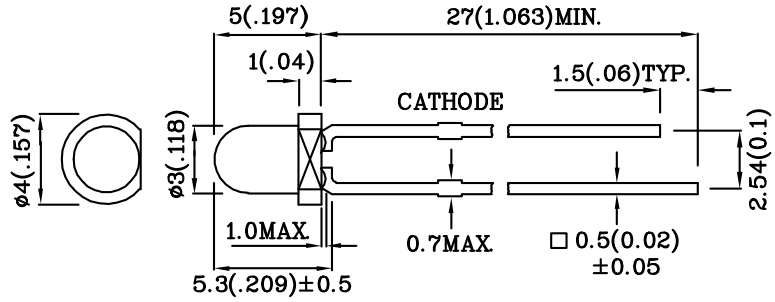 5(.197)
27(1.063)MIN.
1(.04)
1.5(.06)TYP.
CATHODE
ø4(.157)
ø3(.118)
2.54(0.1)
1.0MAX.
0.7MAX.
□ 0.5(0.02)
±0.05
5.3(.209)±0.5